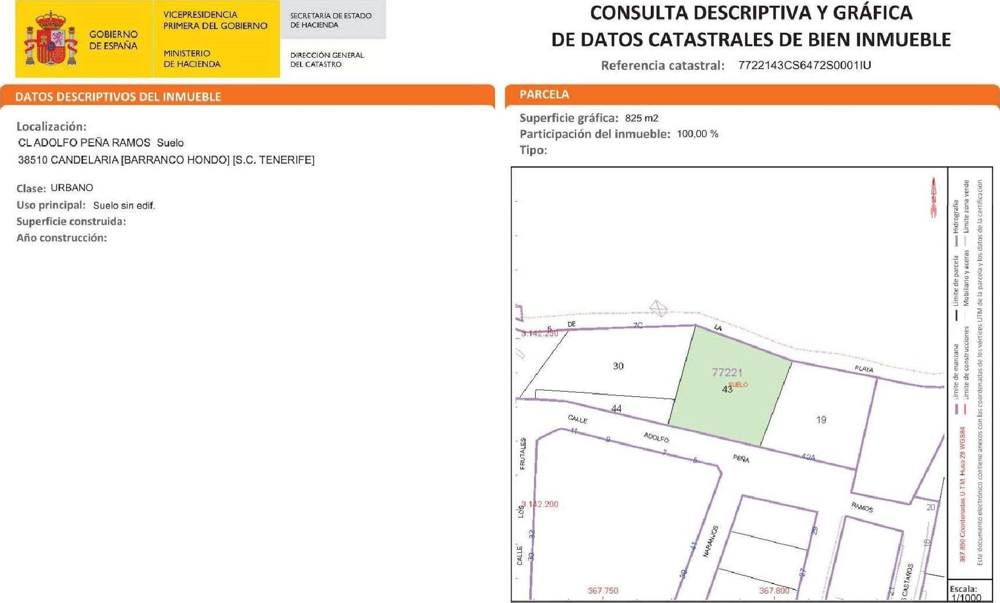 GOBIERNO
DE ESPAÑA
VICEPRESIDENCIA
PRIMERA DEL GOBIERNO
MINISTERIO
DE HACIENDA
SECRETARÍA DE ESTADO
DE HACIENDA
DIRECCIÓN GENERAL
DEL CATASTRO
CONSULTA DESCRIPTIVA Y GRÁFICA
DE DATOS CATASTRALES DE BIEN INMUEBLE
Referencia catastral: 7722143CS6472S0001IU
DATOS DESCRIPTIVOS DEL INMUEBLE
Localización:
CL ADOLFO PEÑA RAMOS Suelo
38510 CANDELARIA [BARRANCO HONDO] [S.C. TENERIFE]
Clase: URBANO
Uso principal: Suelo sin edif.
Superficie construida:
Año construcción:
PARCELA
Superficie gráfica: 825 m2
Participación del inmueble: 100,00 %
Tipo:
5
DE
7C
LA
3.142.250
30
77221
SUELO
43
PLAYA
44
19
CALLE
11
9
ADOLFO
7
5
PEÑA
42A
FRUTALES
LOS
CALLE
3.142.200
RAMOS
20
32
30
41
39
NARANJOS
29
27
18
21
S CASTAÑOS
367.750
367.800
Límite de manzana
Límite de parcela
Hidrografía
Límite de construcciones
Mobiliario y aceras
Límite zona verde
367.850 Coordenadas U.T.M. Huso 28 WGS84
Este documento electrónico contiene anexos con las coordenadas de los vértices UTM de la parcela y los datos de la certificación
Escala:
1/1000